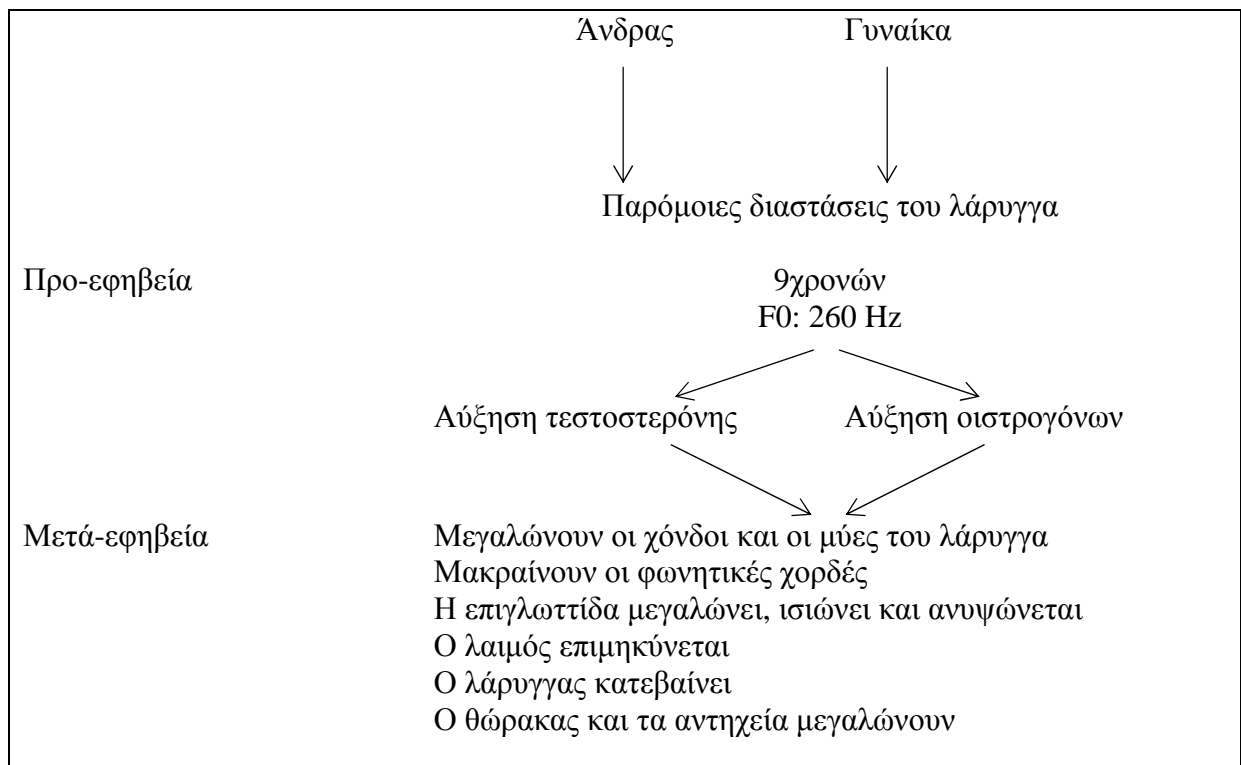 Άνδρας Γυναίκα
Παρόμοιες διαστάσεις του λάρυγγα
Προ-εφηβεία 9χρονών
F0: 260 Hz
Αύξηση τεστοστερόνης Αύξηση οιστρογόνων
Μετά-εφηβεία Μεγαλώνουν οι χόνδοι και οι μύες του λάρυγγα
Μακραίνουν οι φωνητικές χορδές
Η επιγλωττίδα μεγαλώνει, ισιώνει και ανυψώνεται
Ο λαιμός επιμηκύνεται
Ο λάρυγγας κατεβαίνει
Ο θώρακας και τα αντηχεία μεγαλώνουν